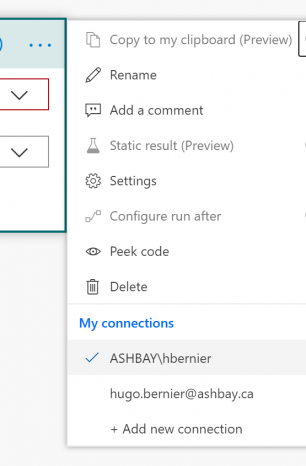 Copy to my clipboard (Preview)
Rename
Add a comment
Static result (Preview)
Settings
Configure run after
Peek code
Delete
My connections
ASHBAY\hbernier
hugo.bernier@ashbay.ca
+ Add new connection